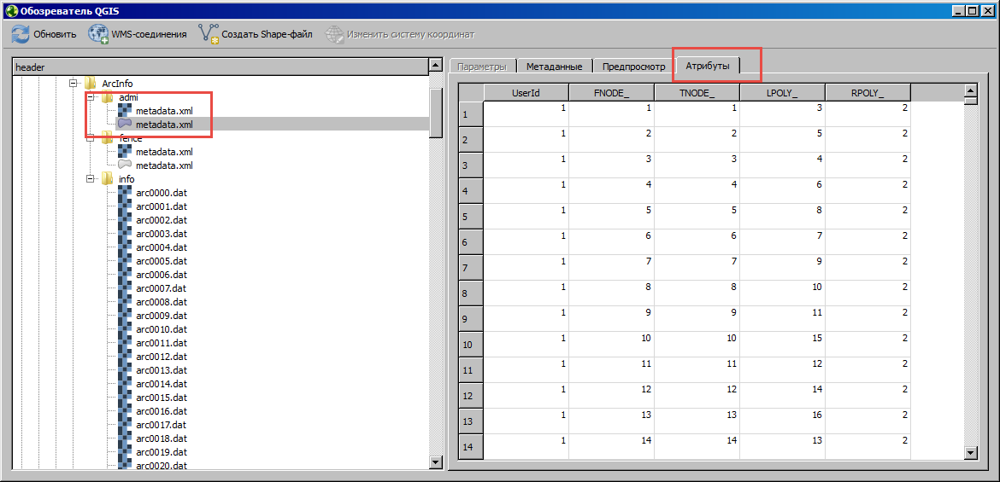 Обозреватель QGIS
Обновить WMS-соединения Создать Shape-файл Изменить систему координат
header
ArcInfo
admi
metadata.xml
metadata.xml
fence
metadata.xml
metadata.xml
info
arc0000.dat
arc0001.dat
arc0002.dat
arc0003.dat
arc0004.dat
arc0005.dat
arc0006.dat
arc0007.dat
arc0008.dat
arc0009.dat
arc0010.dat
arc0011.dat
arc0012.dat
arc0013.dat
arc0014.dat
arc0015.dat
arc0016.dat
arc0017.dat
arc0018.dat
arc0019.dat
arc0020.dat
Параметры Метаданные Предпросмотр Атрибуты
UserId FNODE_ TNODE_ LPOLY_ RPOLY_
1 1 1 1 3 2
2 1 2 2 5 2
3 1 3 3 4 2
4 1 4 4 6 2
5 1 5 5 8 2
6 1 6 6 7 2
7 1 7 7 9 2
8 1 8 8 10 2
9 1 9 9 11 2
10 1 10 10 15 2
11 1 11 11 12 2
12 1 12 12 14 2
13 1 13 13 16 2
14 1 14 14 13 2